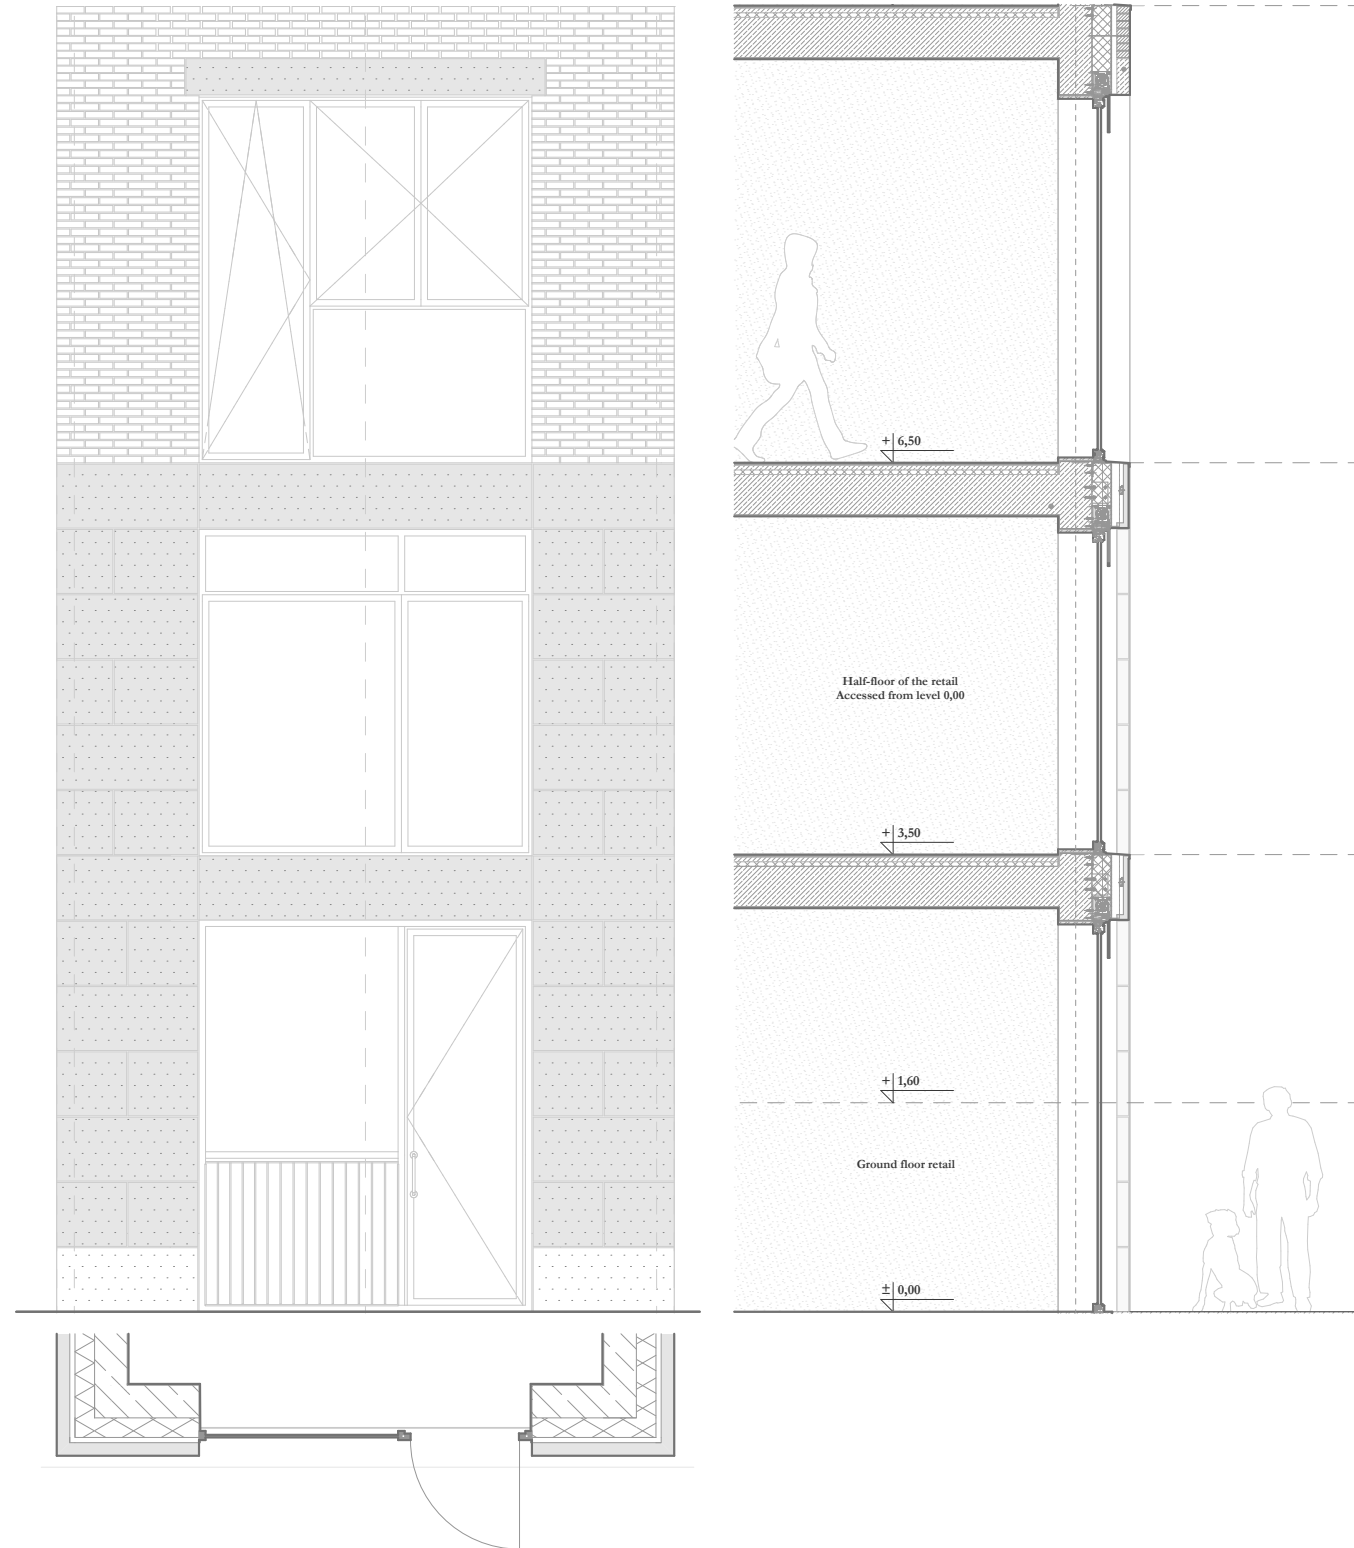 + 6,50
Half-floor of the retail
Accessed from level 0,00
+ 3,50
+ 1,60
Ground floor retail
± 0,00